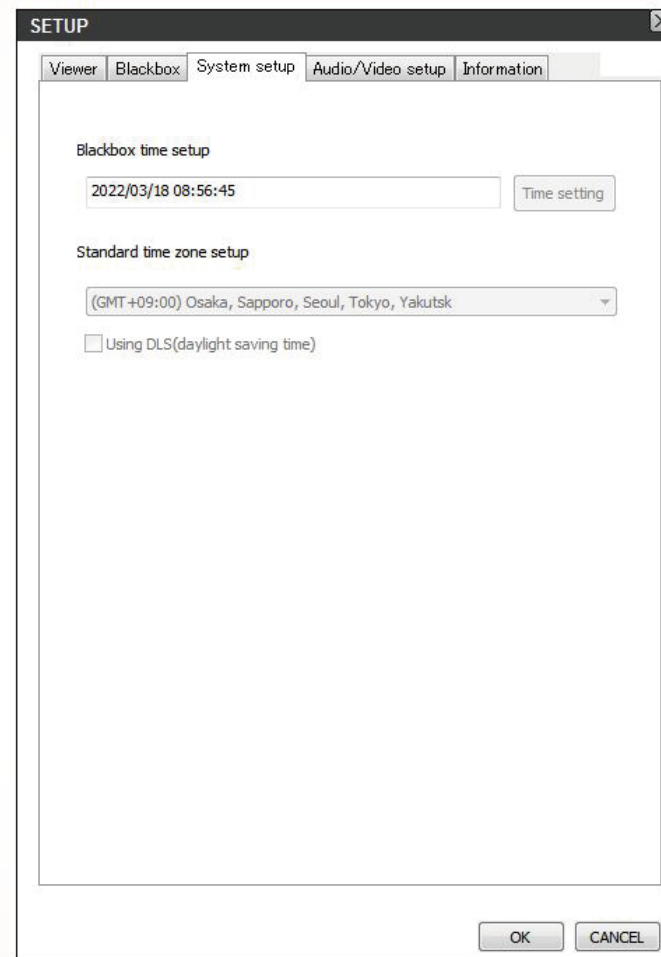 SETUP
Viewer Blackbox System setup Audio/Video setup Information
Blackbox time setup
2022/03/18 08:56:45 Time setting
Standard time zone setup
(GMT+09:00) Osaka, Sapporo, Seoul, Tokyo, Yakutsk
Using DLS(daylight saving time)
OK CANCEL